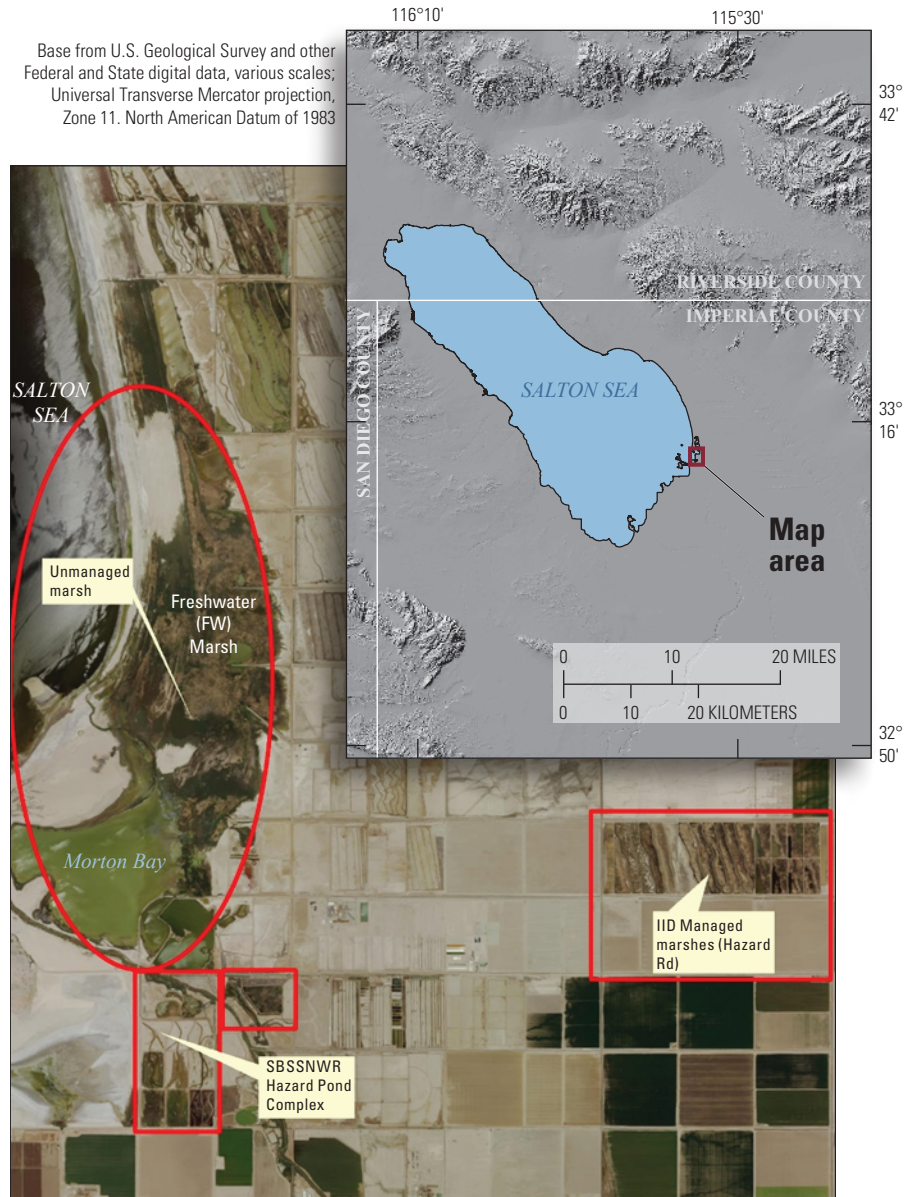 116°10'
115°30'
Base from U.S. Geological Survey and other
Federal and State digital data, various scales;
Universal Transverse Mercator projection,
Zone 11. North American Datum of 1983
33°
42'
RIVERSIDE COUNTY
IMPERIAL COUNTY
SAN DIEGO COUNTY
SALTON SEA
33°
16'
Map
area
0 10 20 MILES
0 10 20 KILOMETERS
32°
50'
SALTON
SEA
Unmanaged
marsh
Freshwater
(FW)
Marsh
Morton Bay
IID Managed
marshes (Hazard
Rd)
SBSSNWR
Hazard Pond
Complex